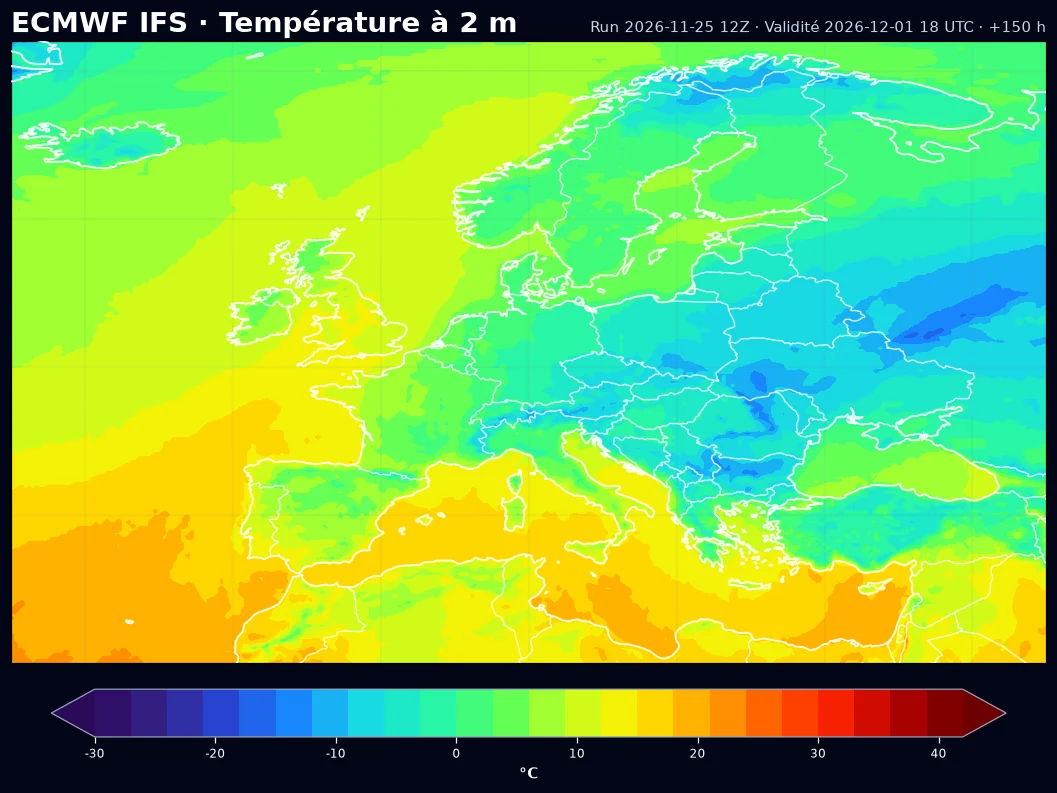 ECMWF IFS · Température à 2 m
Run 2026-11-25 12Z · Validité 2026-12-01 18 UTC · +150 h
-30 -20 -10 0 10 20 30 40
°C